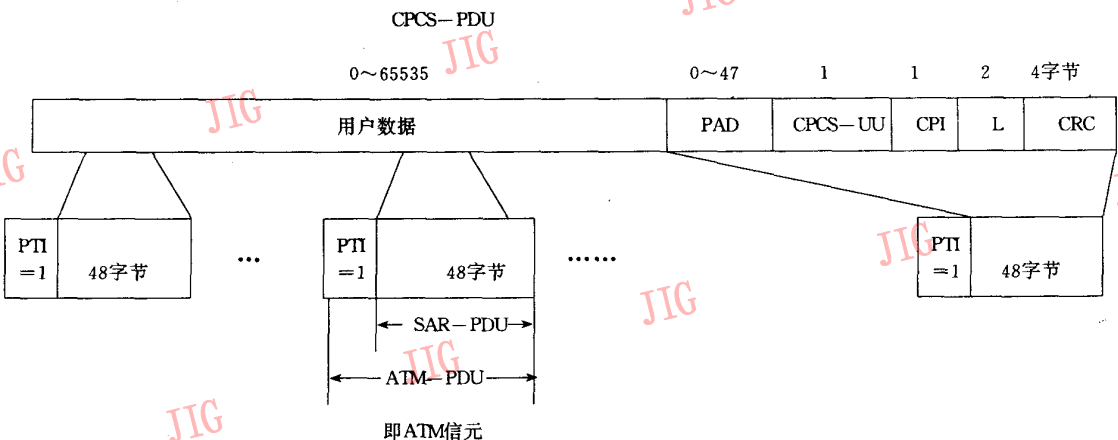 CPCS-PDU
0～65535 0～47 1 1 2 4字节
用户数据 PAD CPCS-UU CPI L CRC
PTI PTI PTI
=1 48字节 … =1 48字节 …… =1 48字节
SAR-PDU
ATM-PDU
即ATM信元
JIG
JIG
JIG
JIG
JIG
JIG
JIG
JIG